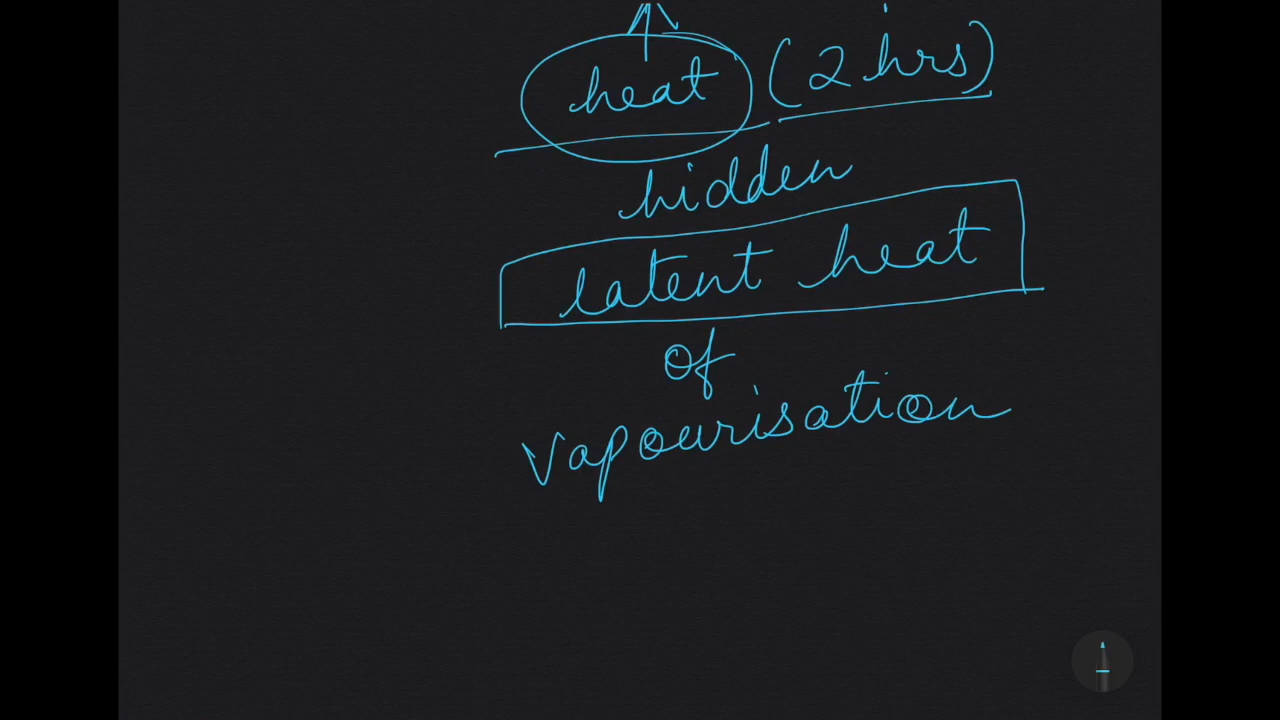 heat (2 hrs)
hidden
latent heat
of
vapourisation